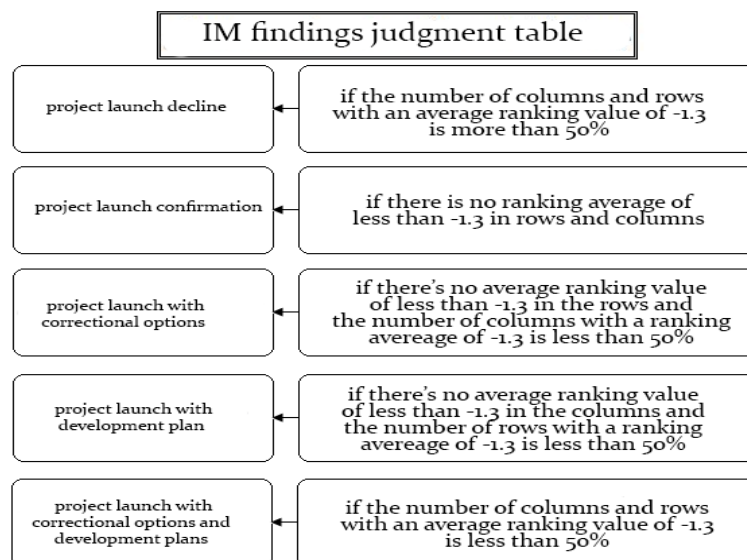 IM findings judgment table
project launch decline
if the number of columns and rows
with an average ranking value of -1.3
is more than 50%
project launch confirmation
if there is no ranking average of
less than -1.3 in rows and columns
project launch with
correctional options
if there's no average ranking value
of less than -1.3 in the rows and
the number of columns with a ranking
avereage of -1.3 is less than 50%
project launch with
development plan
if there's no average ranking value
of less than -1.3 in the columns and
the number of rows with a ranking
avereage of -1.3 is less than 50%
project launch with
correctional options and
development plans
if the number of columns and rows
with an average ranking value of -1.3
is less than 50%